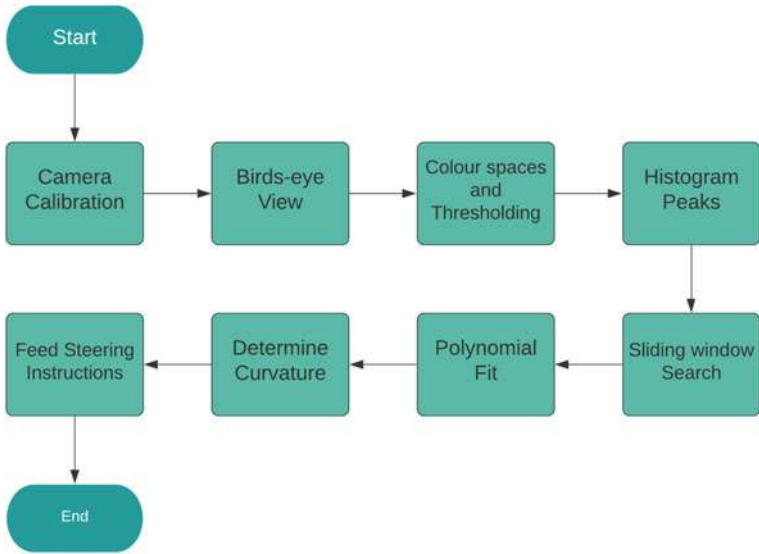 Start
Camera
Calibration
Birds-eye
View
Colour spaces
and
Thresholding
Histogram
Peaks
Sliding window
Search
Polynomial
Fit
Determine
Curvature
Feed Steering
Instructions
End